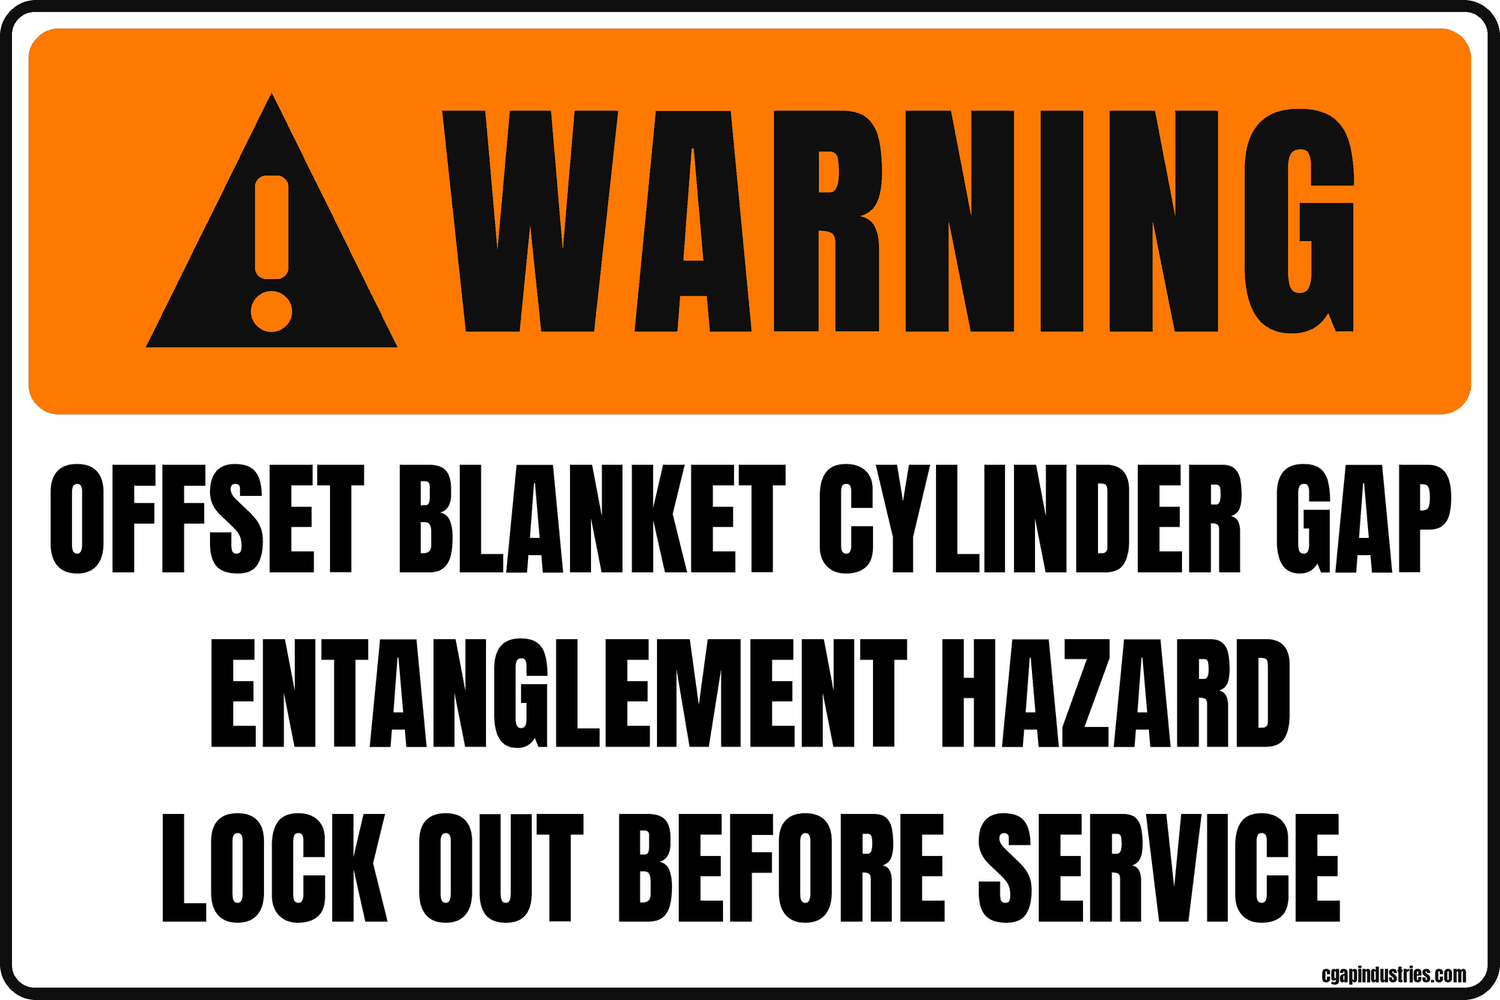 WARNING
OFFSET BLANKET CYLINDER GAP
ENTANGLEMENT HAZARD
LOCK OUT BEFORE SERVICE
cgapindustries.com